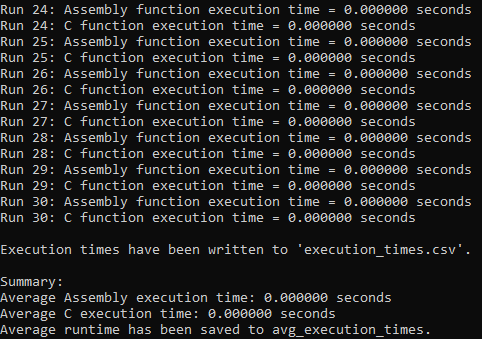 Run 24: Assembly function execution time = 0.000000 seconds
Run 24: C function execution time = 0.000000 seconds
Run 25: Assembly function execution time = 0.000000 seconds
Run 25: C function execution time = 0.000000 seconds
Run 26: Assembly function execution time = 0.000000 seconds
Run 26: C function execution time = 0.000000 seconds
Run 27: Assembly function execution time = 0.000000 seconds
Run 27: C function execution time = 0.000000 seconds
Run 28: Assembly function execution time = 0.000000 seconds
Run 28: C function execution time = 0.000000 seconds
Run 29: Assembly function execution time = 0.000000 seconds
Run 29: C function execution time = 0.000000 seconds
Run 30: Assembly function execution time = 0.000000 seconds
Run 30: C function execution time = 0.000000 seconds
Execution times have been written to 'execution_times.csv'.
Summary:
Average Assembly execution time: 0.000000 seconds
Average C execution time: 0.000000 seconds
Average runtime has been saved to avg_execution_times.